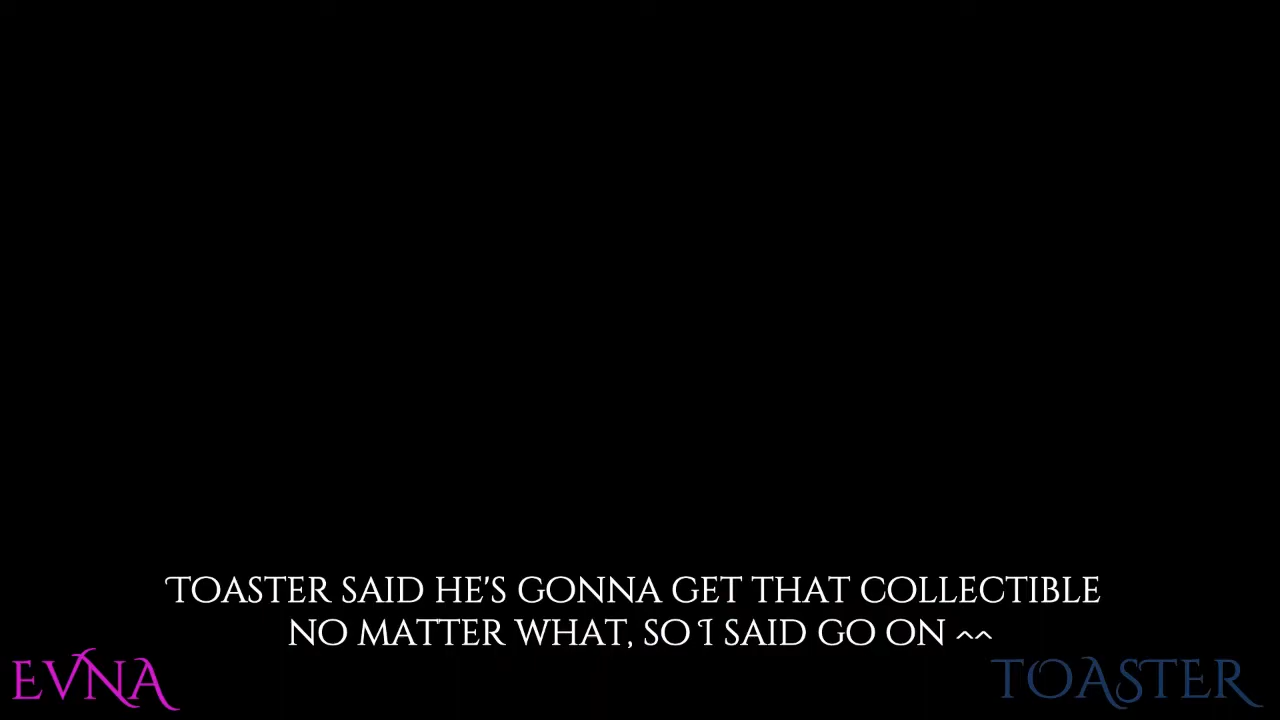 TOASTER SAID HE'S GONNA GET THAT COLLECTIBLE
NO MATTER WHAT, SO I SAID GO ON ^^
EVNA
TOASTER